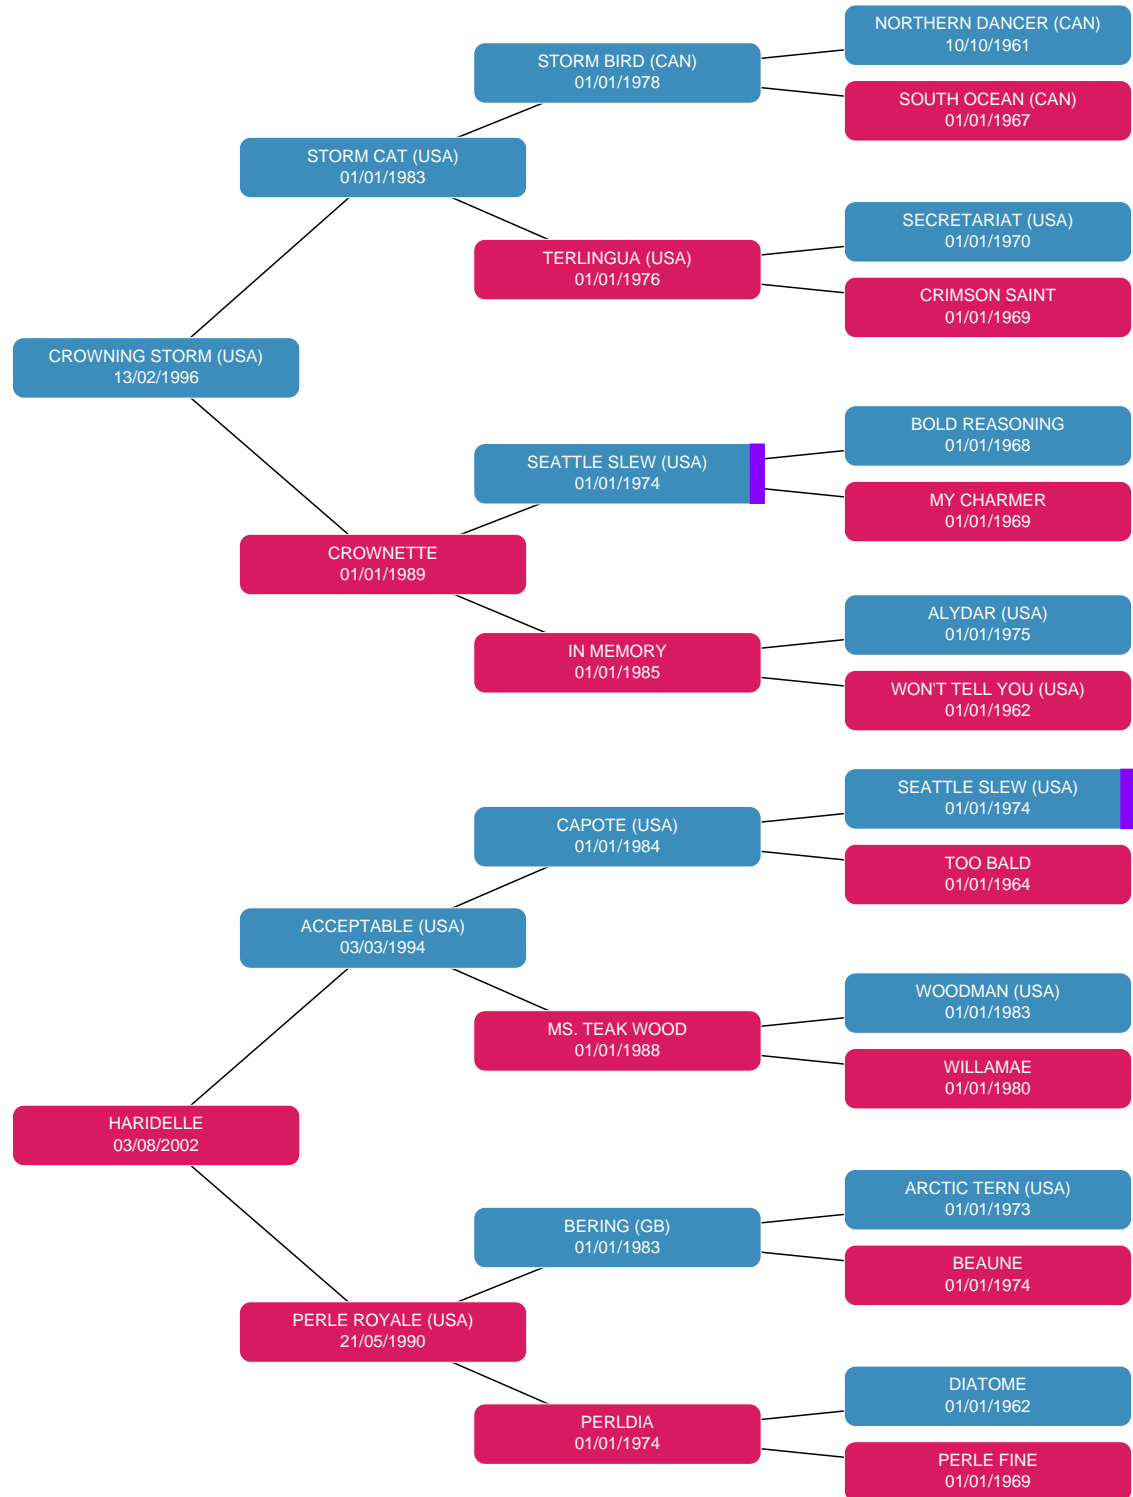 NORTHERN DANCER (CAN)
10/10/1961
STORM BIRD (CAN)
01/01/1978
SOUTH OCEAN (CAN)
01/01/1967
STORM CAT (USA)
01/01/1983
SECRETARIAT (USA)
01/01/1970
TERLINGUA (USA)
01/01/1976
CRIMSON SAINT
01/01/1969
CROWNING STORM (USA)
13/02/1996
BOLD REASONING
01/01/1968
SEATTLE SLEW (USA)
01/01/1974
MY CHARMER
01/01/1969
CROWNETTE
01/01/1989
ALYDAR (USA)
01/01/1975
IN MEMORY
01/01/1985
WON'T TELL YOU (USA)
01/01/1962
SEATTLE SLEW (USA)
01/01/1974
CAPOTE (USA)
01/01/1984
TOO BALD
01/01/1964
ACCEPTABLE (USA)
03/03/1994
WOODMAN (USA)
01/01/1983
MS. TEAK WOOD
01/01/1988
WILLAMAE
01/01/1980
HARIDELLE
03/08/2002
ARCTIC TERN (USA)
01/01/1973
BERING (GB)
01/01/1983
BEAUNE
01/01/1974
PERLE ROYALE (USA)
21/05/1990
DIATOME
01/01/1962
PERLDIA
01/01/1974
PERLE FINE
01/01/1969